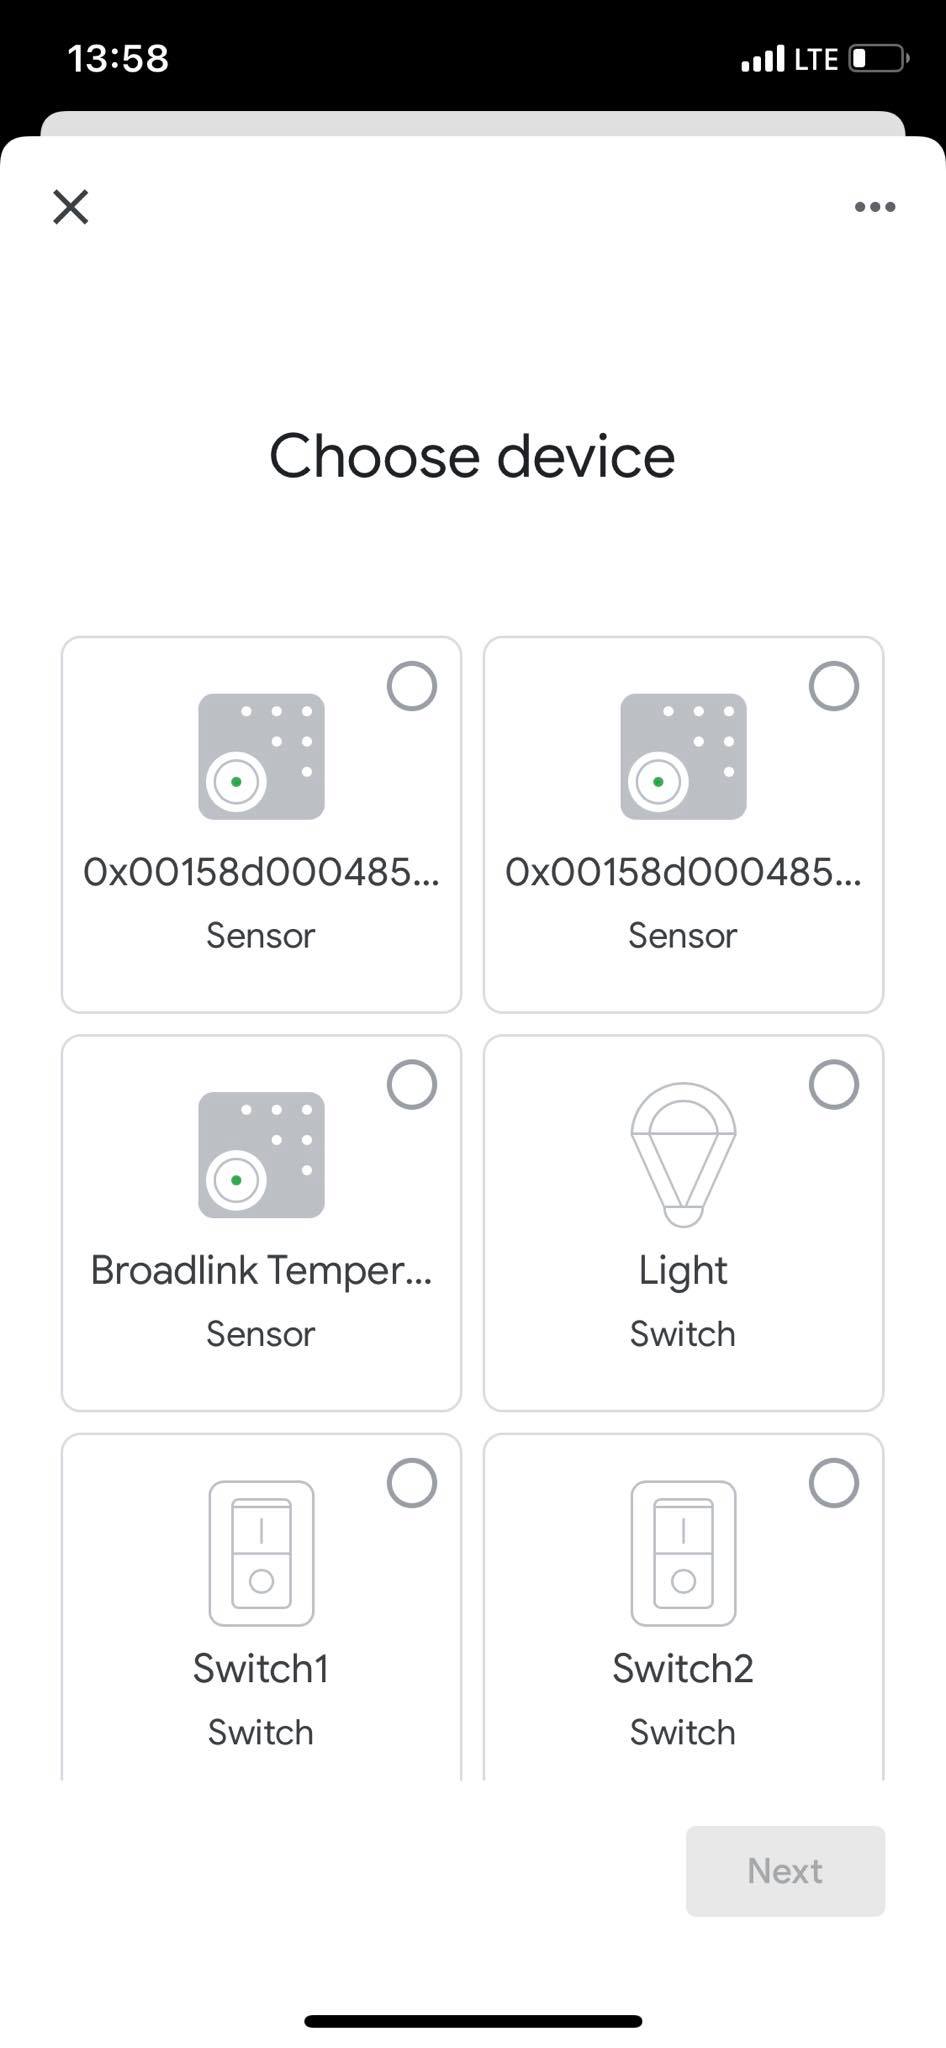 13:58
LTE
Choose device
0x00158d000485...
Sensor
0x00158d000485...
Sensor
Broadlink Temper...
Sensor
Light
Switch
Switch1
Switch
Switch2
Switch
Next